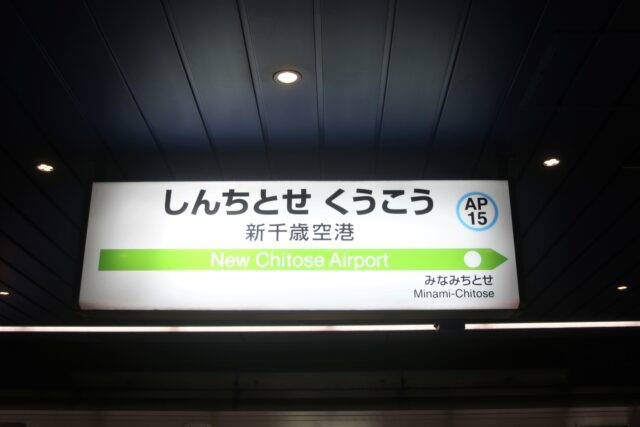 しんちとせ くうこう
AP
15
新千歳空港
New Chitose Airport
みなみちとせ
Minami-Chitose